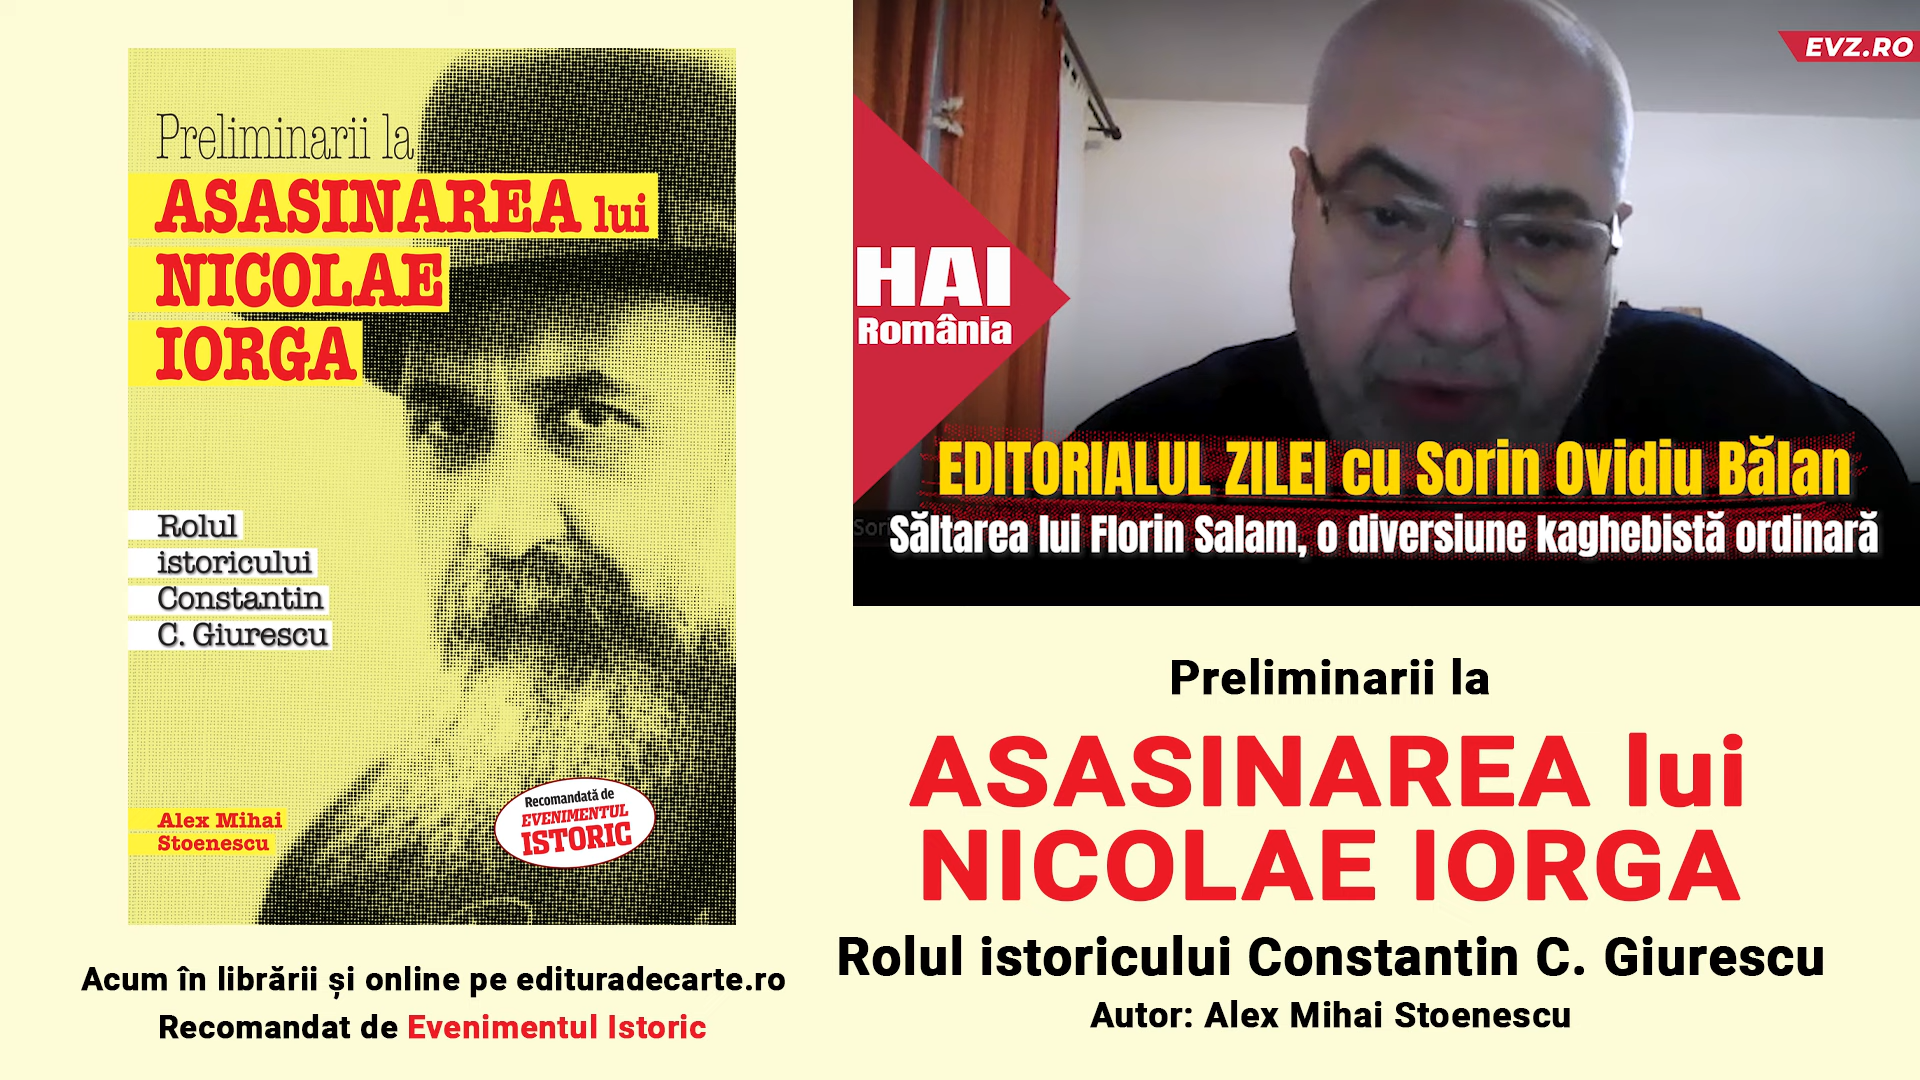 Preliminarii la
ASASINAREA lui
NICOLAE
IORGA
Rolul
istoricului
Constantin
C. Giurescu
Alex Mihai
Stoenescu
Recomandată de
EVENIMENTUL
ISTORIC
Acum în librării și online pe edituradecarte.ro
Recomandat de Evenimentul Istoric
EVZ.RO
HAI
România
EDITORIALUL ZILEI cu Sorin Ovidiu Bălan
Săltarea lui Florin Salam, o diversiune kaghebistă ordinară
Preliminarii la
ASASINAREA lui
NICOLAE IORGA
Rolul istoricului Constantin C. Giurescu
Autor: Alex Mihai Stoenescu